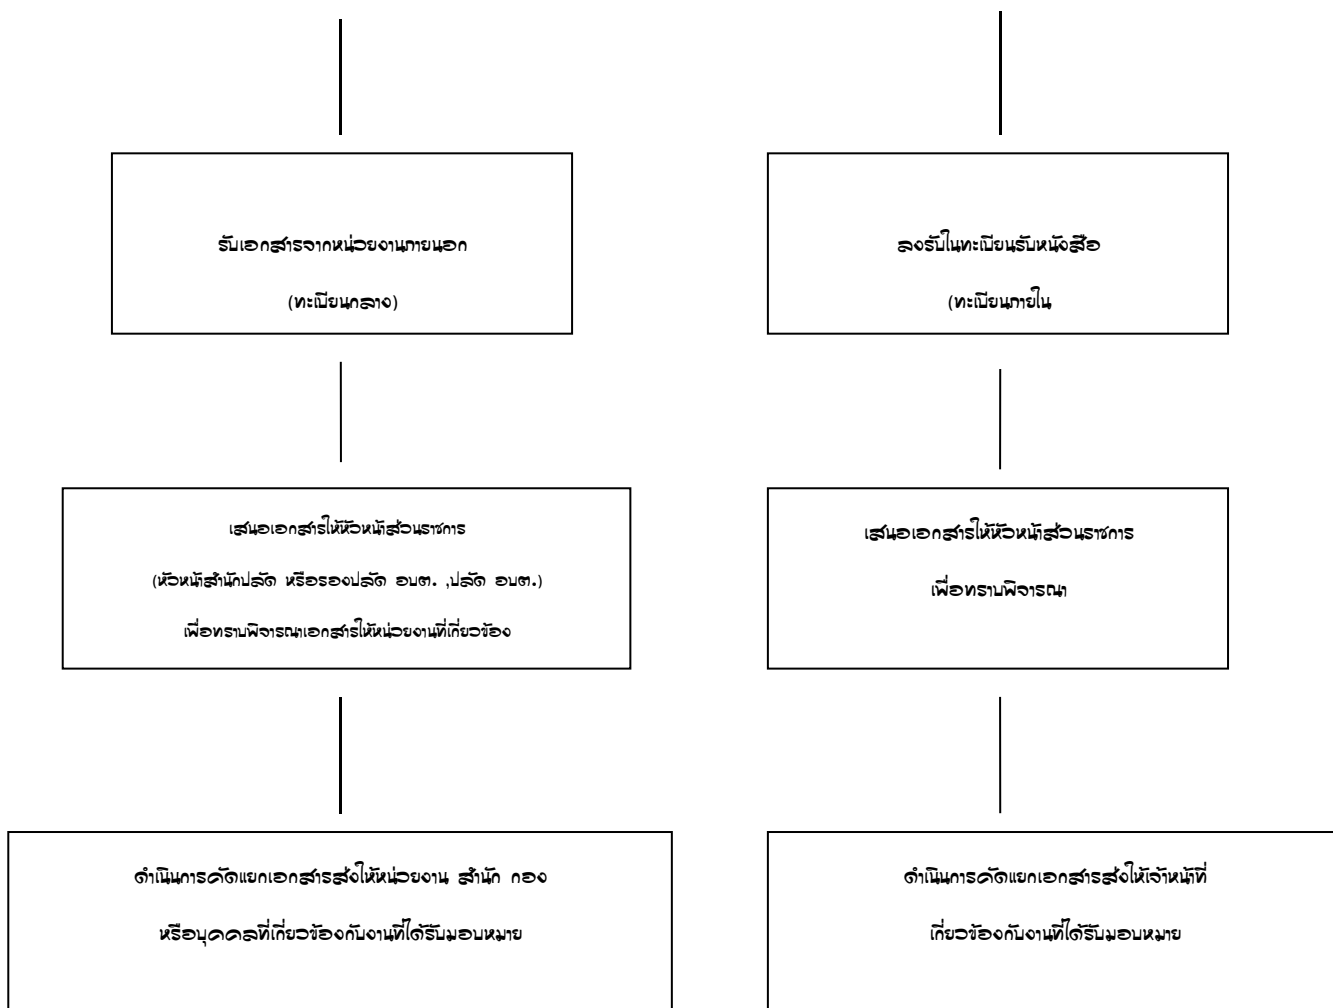 รับเอกสารจากหน่วยงานภายนอก
(ทะเบียนกลาง)
ลงรับในทะเบียนรับหนังสือ
(ทะเบียนภายใน
เสนอเอกสารให้หัวหน้าส่วนราชการ
(หัวหน้าสำนักปลัด หรือรองปลัด อบต. ,ปลัด อบต.)
เพื่อทราบพิจารณาเอกสารให้หน่วยงานที่เกี่ยวข้อง
เสนอเอกสารให้หัวหน้าส่วนราชการ
เพื่อทราบพิจารณา
ดำเนินการคัดแยกเอกสารส่งให้หน่วยงาน สำนัก กอง
หรือบุคคลที่เกี่ยวข้องกับงานที่ได้รับมอบหมาย
ดำเนินการคัดแยกเอกสารส่งให้เจ้าหน้าที่
เกี่ยวข้องกับงานที่ได้รับมอบหมาย